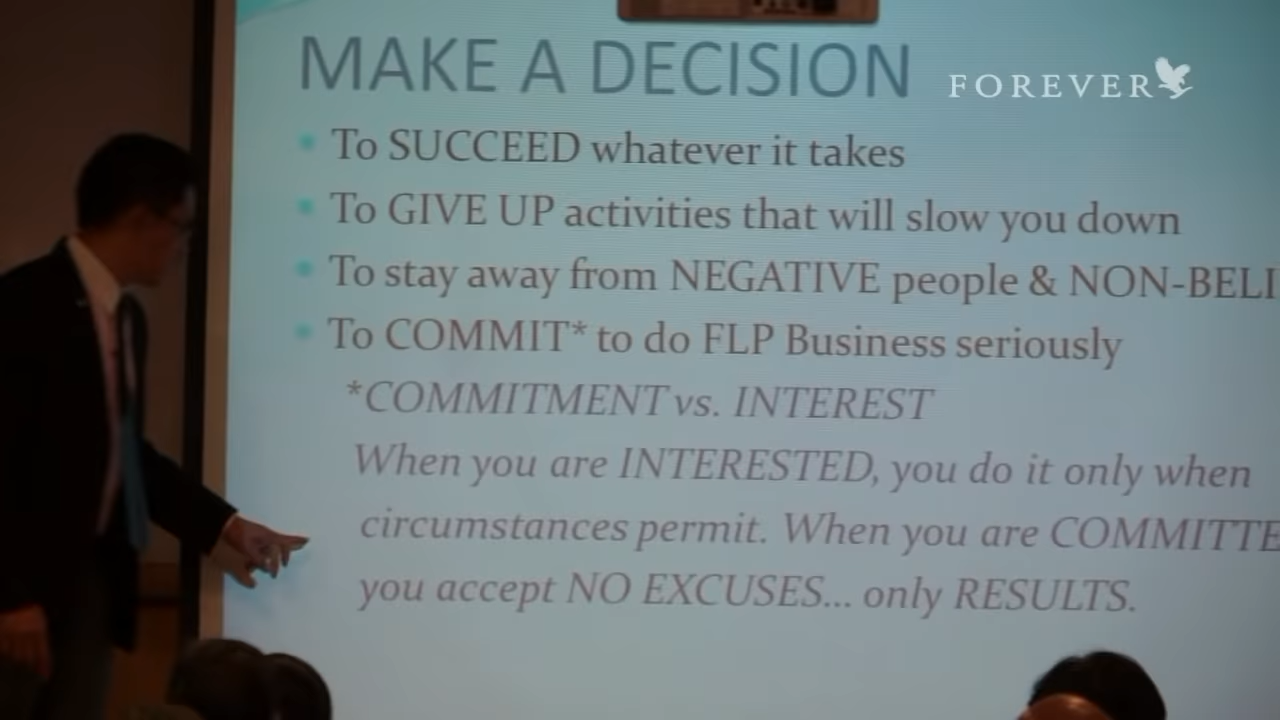 MAKE A DECISION
FOREVER
To SUCCEED whatever it takes
To GIVE UP activities that will slow you down
To stay away from NEGATIVE people & NON-BELI
To COMMIT* to do FLP Business seriously
*COMMITMENT vs. INTEREST
When you are INTERESTED, you do it only when
circumstances permit. When you are COMMITTE
you accept NO EXCUSES... only RESULTS.